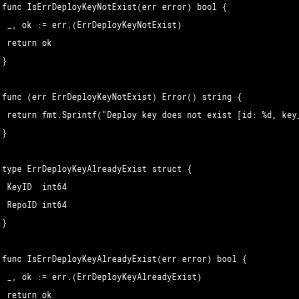 func IsErrDeployKeyNotExist(err error) bool {
_, ok := err.(ErrDeployKeyNotExist)
return ok
}
func (err ErrDeployKeyNotExist) Error() string {
return fmt.Sprintf("Deploy key does not exist [id: %d, key_
}
type ErrDeployKeyAlreadyExist struct {
KeyID  int64
RepoID int64
}
func IsErrDeployKeyAlreadyExist(err error) bool {
_, ok := err.(ErrDeployKeyAlreadyExist)
return ok